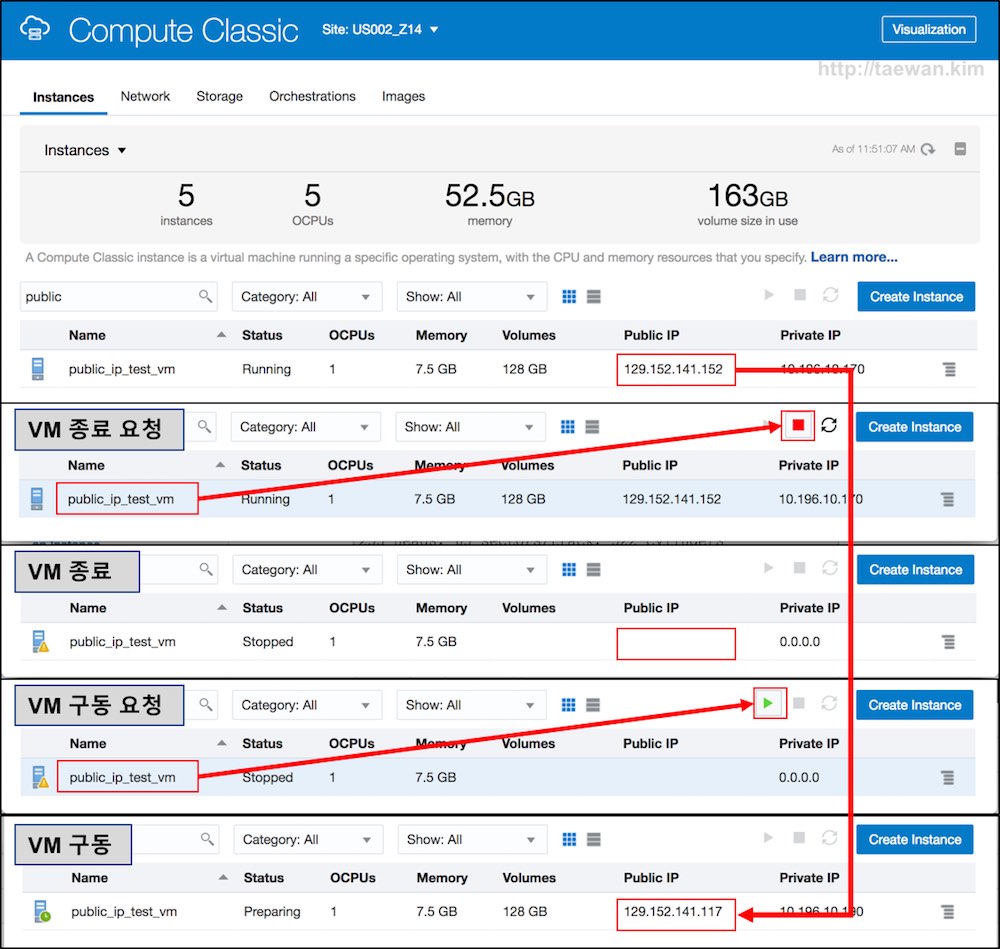 Compute Classic Site: US002_Z14 Visualization
http://taewan.kim
Instances Network Storage Orchestrations Images
Instances As of 11:51:07 AM
5 5 52.5GB 163GB
instances OCPUs memory volume size in use
A Compute Classic instance is a virtual machine running a specific operating system, with the CPU and memory resources that you specify. Learn more...
public Category: All Show: All Create Instance
Name Status OCPUs Memory Volumes Public IP Private IP
public_ip_test_vm Running 1 7.5 GB 128 GB 129.152.141.152 10.196.10.170
VM 종료 요청 Category: All Show: All Create Instance
Name Status OCPUs Memory Volumes Public IP Private IP
public_ip_test_vm Running 1 7.5 GB 128 GB 129.152.141.152 10.196.10.170
VM 종료 Category: All Show: All Create Instance
Name Status OCPUs Memory Volumes Public IP Private IP
public_ip_test_vm Stopped 1 7.5 GB 0.0.0.0
VM 구동 요청 Category: All Show: All Create Instance
Name Status OCPUs Memory Volumes Public IP Private IP
public_ip_test_vm Stopped 1 7.5 GB 0.0.0.0
VM 구동 Category: All Show: All Create Instance
Name Status OCPUs Memory Volumes Public IP Private IP
public_ip_test_vm Preparing 1 7.5 GB 128 GB 129.152.141.117 10.196.10.190